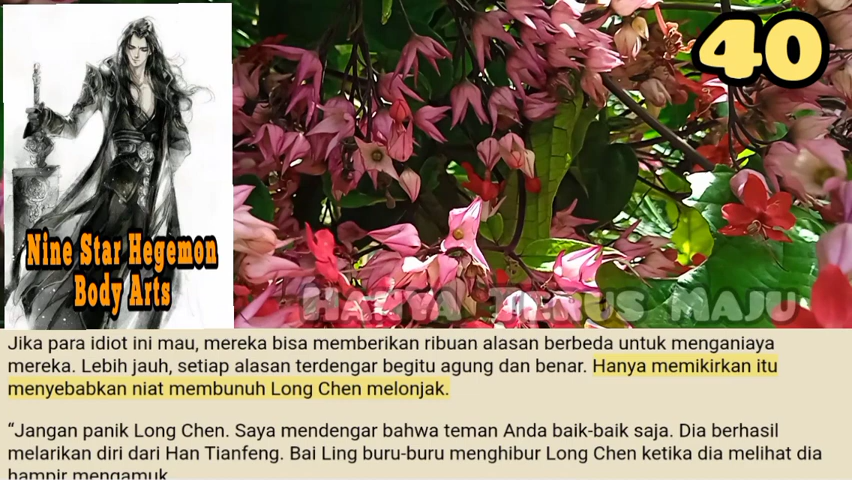 40
Nine Star Hegemon
Body Arts
HANYA TERUS MAJU
Jika para idiot ini mau, mereka bisa memberikan ribuan alasan berbeda untuk menganiaya
mereka. Lebih jauh, setiap alasan terdengar begitu agung dan benar. Hanya memikirkan itu
menyebabkan niat membunuh Long Chen melonjak.
“Jangan panik Long Chen. Saya mendengar bahwa teman Anda baik-baik saja. Dia berhasil
melarikan diri dari Han Tianfeng. Bai Ling buru-buru menghibur Long Chen ketika dia melihat dia
hampir mengamuk